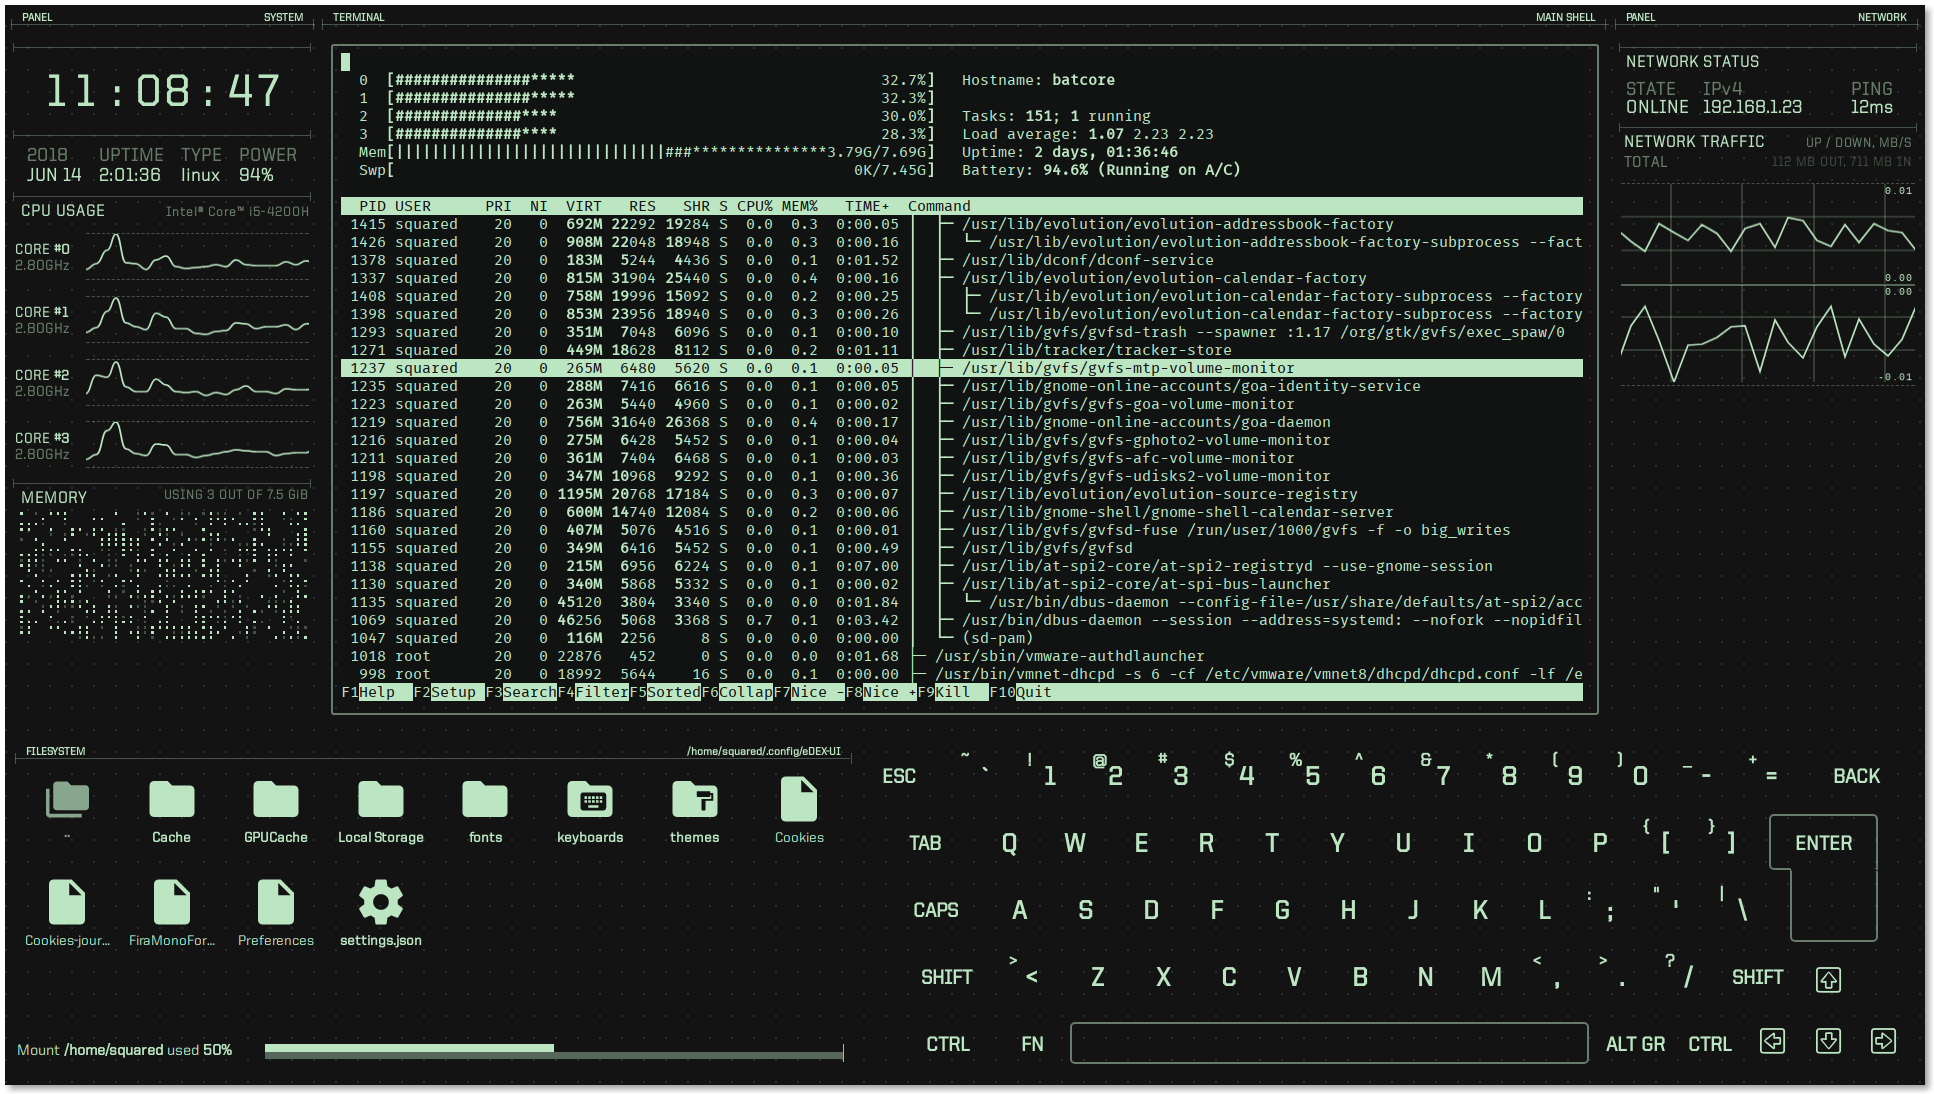 PANEL SYSTEM
11:08:47
2018 UPTIME TYPE POWER
JUN 14 2:01:36 linux 94%
CPU USAGE Intel® Core™ i5-4200H
CORE #0
2.80GHz
CORE #1
2.80GHz
CORE #2
2.80GHz
CORE #3
2.80GHz
MEMORY USING 3 OUT OF 7.5 GIB
TERMINAL MAIN SHELL
0 [###############***** 32.7%] Hostname: batcore
1 [###############***** 32.3%]
2 [##############**** 30.0%] Tasks: 151; 1 running
3 [##############**** 28.3%] Load average: 1.07 2.23 2.23
Mem[||||||||||||||||||||||||||||||###***************3.79G/7.69G] Uptime: 2 days, 01:36:46
Swp[ 0K/7.45G] Battery: 94.6% (Running on A/C)
PID USER PRI NI VIRT RES SHR S CPU% MEM% TIME+ Command
1415 squared 20 0 692M 22292 19284 S 0.0 0.3 0:00.05 │ ├─ /usr/lib/evolution/evolution-addressbook-factory
1426 squared 20 0 908M 22048 18948 S 0.0 0.3 0:00.16 │ │ └─ /usr/lib/evolution/evolution-addressbook-factory-subprocess --fact
1378 squared 20 0 183M 5244 4436 S 0.0 0.1 0:01.52 │ ├─ /usr/lib/dconf/dconf-service
1337 squared 20 0 815M 31904 25440 S 0.0 0.4 0:00.16 │ ├─ /usr/lib/evolution/evolution-calendar-factory
1408 squared 20 0 758M 19996 15092 S 0.0 0.2 0:00.25 │ │ ├─ /usr/lib/evolution/evolution-calendar-factory-subprocess --factory
1398 squared 20 0 853M 23956 18940 S 0.0 0.3 0:00.26 │ │ └─ /usr/lib/evolution/evolution-calendar-factory-subprocess --factory
1293 squared 20 0 351M 7048 6096 S 0.0 0.1 0:00.10 │ ├─ /usr/lib/gvfs/gvfsd-trash --spawner :1.17 /org/gtk/gvfs/exec_spaw/0
1271 squared 20 0 449M 18628 8112 S 0.0 0.2 0:01.11 │ ├─ /usr/lib/tracker/tracker-store
1237 squared 20 0 265M 6480 5620 S 0.0 0.1 0:00.05 │ ├─ /usr/lib/gvfs/gvfs-mtp-volume-monitor
1235 squared 20 0 288M 7416 6616 S 0.0 0.1 0:00.05 │ ├─ /usr/lib/gnome-online-accounts/goa-identity-service
1223 squared 20 0 263M 5440 4960 S 0.0 0.1 0:00.02 │ ├─ /usr/lib/gvfs/gvfs-goa-volume-monitor
1219 squared 20 0 756M 31640 26368 S 0.0 0.4 0:00.17 │ ├─ /usr/lib/gnome-online-accounts/goa-daemon
1216 squared 20 0 275M 6428 5452 S 0.0 0.1 0:00.04 │ ├─ /usr/lib/gvfs/gvfs-gphoto2-volume-monitor
1211 squared 20 0 361M 7404 6468 S 0.0 0.1 0:00.03 │ ├─ /usr/lib/gvfs/gvfs-afc-volume-monitor
1198 squared 20 0 347M 10968 9292 S 0.0 0.1 0:00.36 │ ├─ /usr/lib/gvfs/gvfs-udisks2-volume-monitor
1197 squared 20 0 1195M 20768 17184 S 0.0 0.3 0:00.07 │ ├─ /usr/lib/evolution/evolution-source-registry
1186 squared 20 0 600M 14740 12084 S 0.0 0.2 0:00.06 │ ├─ /usr/lib/gnome-shell/gnome-shell-calendar-server
1160 squared 20 0 407M 5076 4516 S 0.0 0.1 0:00.01 │ ├─ /usr/lib/gvfs/gvfsd-fuse /run/user/1000/gvfs -f -o big_writes
1155 squared 20 0 349M 6416 5452 S 0.0 0.1 0:00.49 │ ├─ /usr/lib/gvfs/gvfsd
1138 squared 20 0 215M 6956 6224 S 0.0 0.1 0:07.00 │ ├─ /usr/lib/at-spi2-core/at-spi2-registryd --use-gnome-session
1130 squared 20 0 340M 5868 5332 S 0.0 0.1 0:00.02 │ ├─ /usr/lib/at-spi2-core/at-spi-bus-launcher
1135 squared 20 0 45120 3804 3340 S 0.0 0.0 0:01.84 │ │ └─ /usr/bin/dbus-daemon --config-file=/usr/share/defaults/at-spi2/acc
1069 squared 20 0 46256 5068 3368 S 0.7 0.1 0:03.42 │ ├─ /usr/bin/dbus-daemon --session --address=systemd: --nofork --nopidfil
1047 squared 20 0 116M 2256 8 S 0.0 0.0 0:00.00 │ └─ (sd-pam)
1018 root 20 0 22876 452 0 S 0.0 0.0 0:01.68 ├─ /usr/sbin/vmware-authdlauncher
998 root 20 0 18992 5644 16 S 0.0 0.1 0:00.00 ├─ /usr/bin/vmnet-dhcpd -s 6 -cf /etc/vmware/vmnet8/dhcpd/dhcpd.conf -lf /e
F1Help F2Setup F3SearchF4FilterF5SortedF6CollapF7Nice -F8Nice +F9Kill F10Quit
PANEL NETWORK
NETWORK STATUS
STATE IPv4 PING
ONLINE 192.168.1.23 12ms
NETWORK TRAFFIC UP / DOWN, MB/S
TOTAL 112 MB OUT, 711 MB IN
0.01
0.00
0.00
-0.01
FILESYSTEM /home/squared/.config/eDEX-UI
.. Cache GPUCache Local Storage fonts keyboards themes Cookies
Cookies-jour... FiraMonoFor... Preferences settings.json
Mount /home/squared used 50%
ESC ~ ` ! 1 @ 2 # 3 $ 4 % 5 ^ 6 & 7 * 8 ( 9 ) 0 _ - + = BACK
TAB Q W E R T Y U I O P { [ } ] ENTER
CAPS A S D F G H J K L : ; " ' | \
SHIFT > < Z X C V B N M < , > . ? / SHIFT
CTRL FN ALT GR CTRL